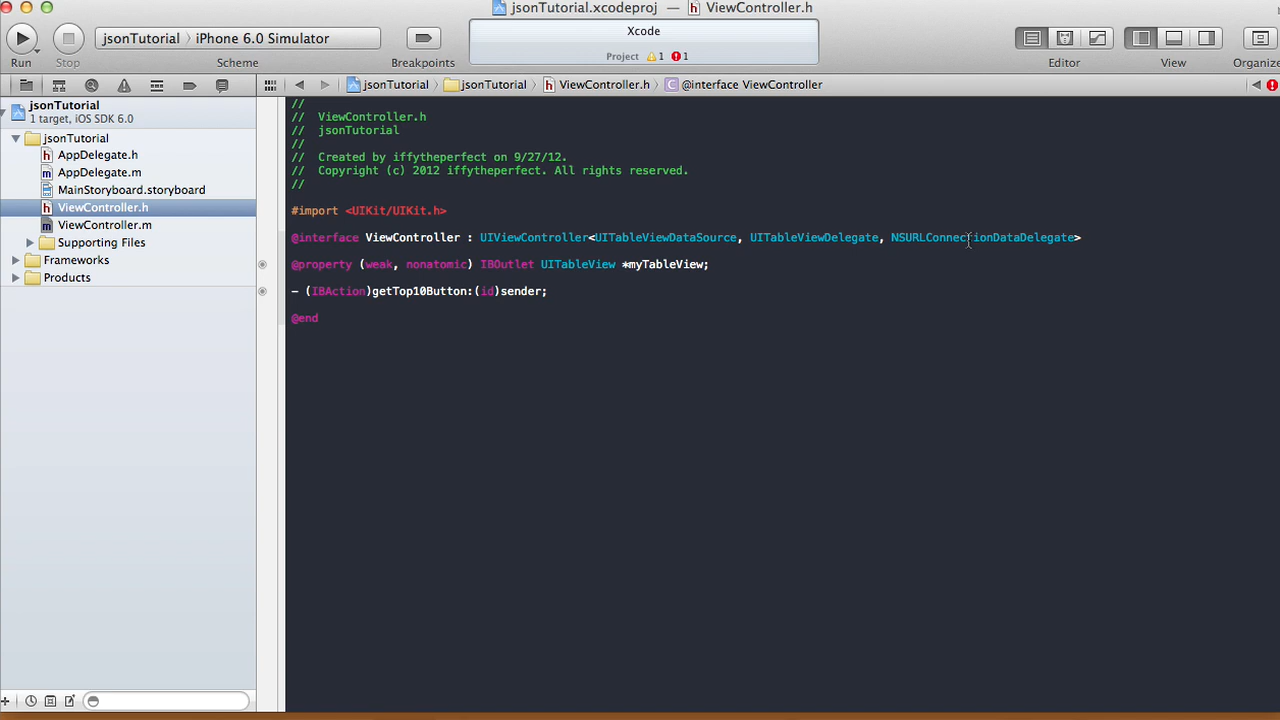 jsonTutorial.xcodeproj — ViewController.h
jsonTutorial iPhone 6.0 Simulator
Xcode
Project 1 1
Run Stop Scheme Breakpoints Editor View Organize
jsonTutorial jsonTutorial ViewController.h @interface ViewController
jsonTutorial
1 target, iOS SDK 6.0
jsonTutorial
AppDelegate.h
AppDelegate.m
MainStoryboard.storyboard
ViewController.h
ViewController.m
Supporting Files
Frameworks
Products
//
// ViewController.h
// jsonTutorial
//
// Created by iffytheperfect on 9/27/12.
// Copyright (c) 2012 iffytheperfect. All rights reserved.
//
#import <UIKit/UIKit.h>
@interface ViewController : UIViewController<UITableViewDataSource, UITableViewDelegate, NSURLConnectionDataDelegate>
@property (weak, nonatomic) IBOutlet UITableView *myTableView;
- (IBAction)getTop10Button:(id)sender;
@end